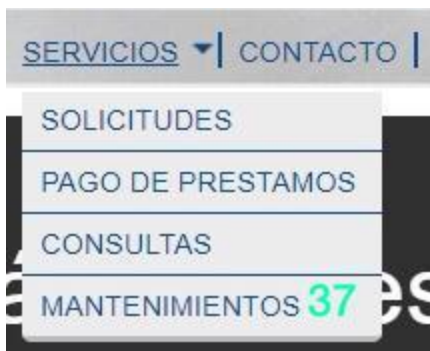 SERVICIOS CONTACTO
SOLICITUDES
PAGO DE PRESTAMOS
CONSULTAS
MANTENIMIENTOS 37